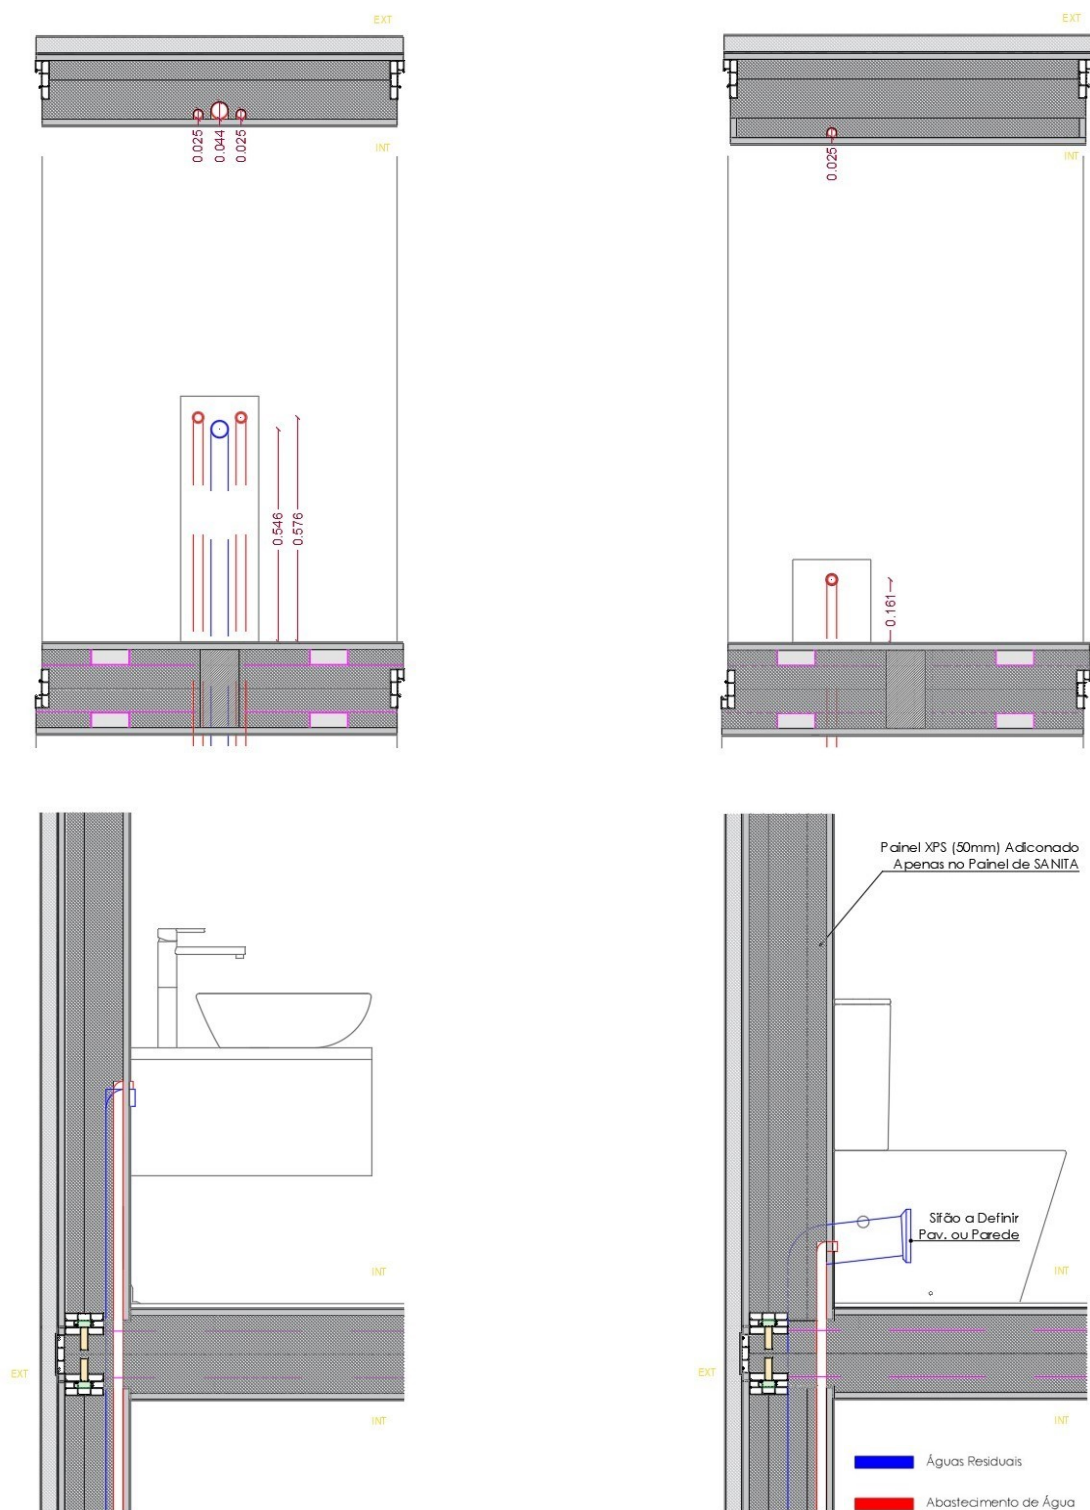 EXT
EXT
0.025
0.044
0.025
INT
0.025
INT
0.546
0.576
0.161
Painel XPS (50mm) Adiconado
Apenas no Painel de SANITA
Sifão a Definir
Pav. ou Parede
INT
INT
EXT
EXT
INT
INT
Águas Residuais
Abastecimento de Água